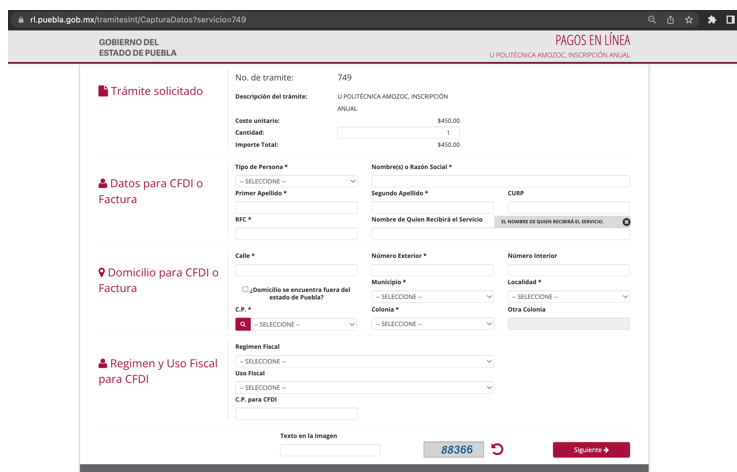 rl.puebla.gob.mx/tramitesInt/CapturaDatos?servicio=749
GOBIERNO DEL
ESTADO DE PUEBLA
PAGOS EN LÍNEA
U POLITÉCNICA AMOZOC, INSCRIPCIÓN ANUAL
Trámite solicitado
No. de tramite: 749
Descripción del trámite: U POLITÉCNICA AMOZOC, INSCRIPCIÓN
ANUAL
Costo unitario: $450.00
Cantidad: 1
Importe Total: $450.00
Datos para CFDI o
Factura
Tipo de Persona * Nombre(s) o Razón Social *
-- SELECCIONE --
Primer Apellido * Segundo Apellido * CURP
RFC * Nombre de Quien Recibirá el Servicio EL NOMBRE DE QUIEN RECIBIRÁ EL SERVICIO.
Domicilio para CFDI o
Factura
Calle * Número Exterior * Número Interior
¿Domicilio se encuentra fuera del
estado de Puebla?
Municipio * Localidad *
-- SELECCIONE -- -- SELECCIONE --
C.P. * Colonia * Otra Colonia
-- SELECCIONE -- -- SELECCIONE --
Regimen y Uso Fiscal
para CFDI
Regimen Fiscal
-- SELECCIONE --
Uso Fiscal
-- SELECCIONE --
C.P. para CFDI
Texto en la Imagen
88366
Siguiente